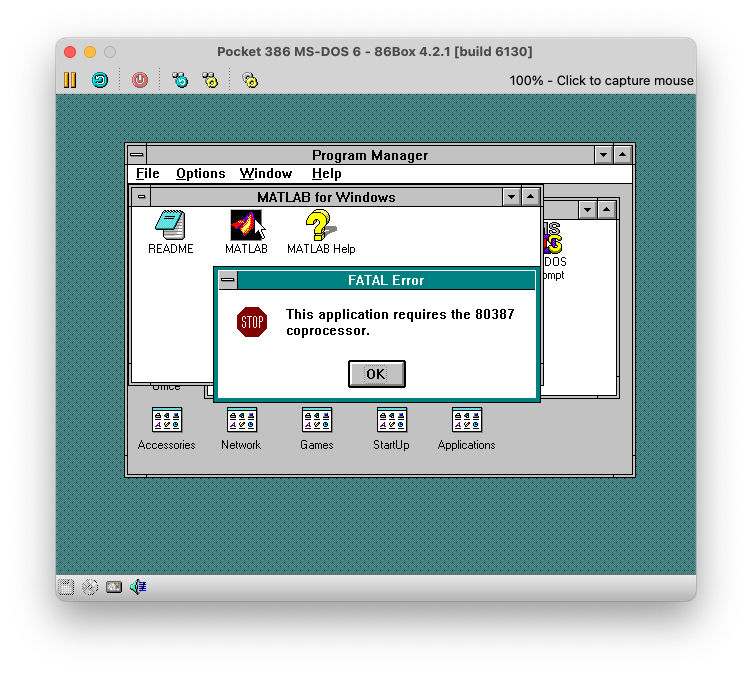 Pocket 386 MS-DOS 6 - 86Box 4.2.1 [build 6130]
100% - Click to capture mouse
Program Manager
File Options Window Help
MATLAB for Windows
README MATLAB MATLAB Help
DOS
FATAL Error
STOP
This application requires the 80387
coprocessor.
OK
Office
Accessories Network Games StartUp Applications